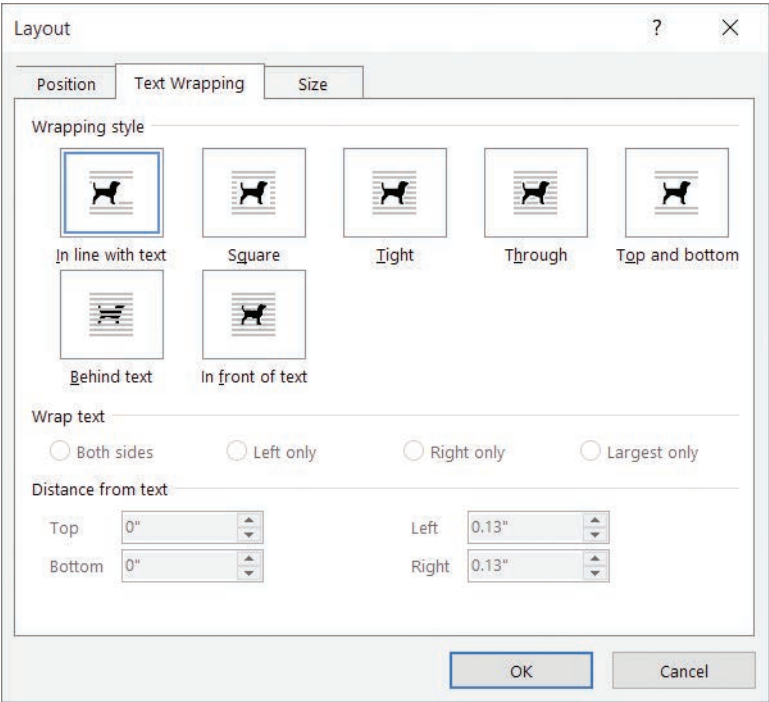 Layout ? ×
Position Text Wrapping Size
Wrapping style
In line with text Square Tight Through Top and bottom
Behind text In front of text
Wrap text
Both sides Left only Right only Largest only
Distance from text
Top 0" Left 0.13"
Bottom 0" Right 0.13"
OK Cancel